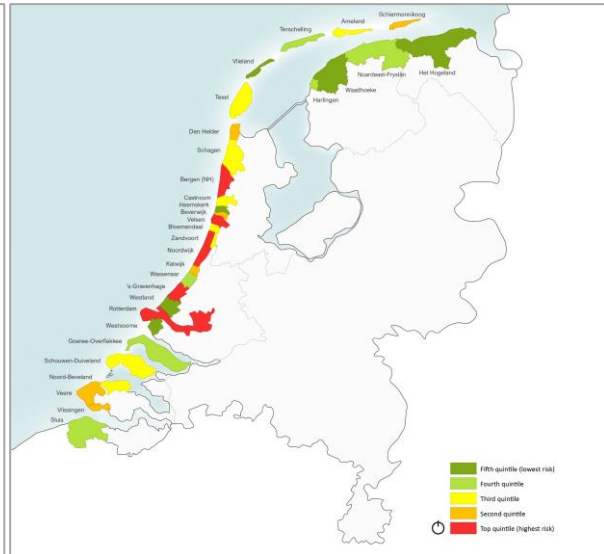 Schiermonnikoog
Ameland
Terschelling
Vlieland
Noardeast-Fryslân
Het Hogeland
Waadhoeke
Harlingen
Texel
Den Helder
Schagen
Bergen (NH)
Castricum
Heemskerk
Beverwijk
Velsen
Bloemendaal
Zandvoort
Noordwijk
Katwijk
Wassenaar
's-Gravenhage
Westland
Rotterdam
Westvoorne
Goeree-Overflakkee
Schouwen-Duiveland
Noord-Beveland
Veere
Vlissingen
Sluis
Fifth quintile (lowest risk)
Fourth quintile
Third quintile
Second quintile
Top quintile (highest risk)